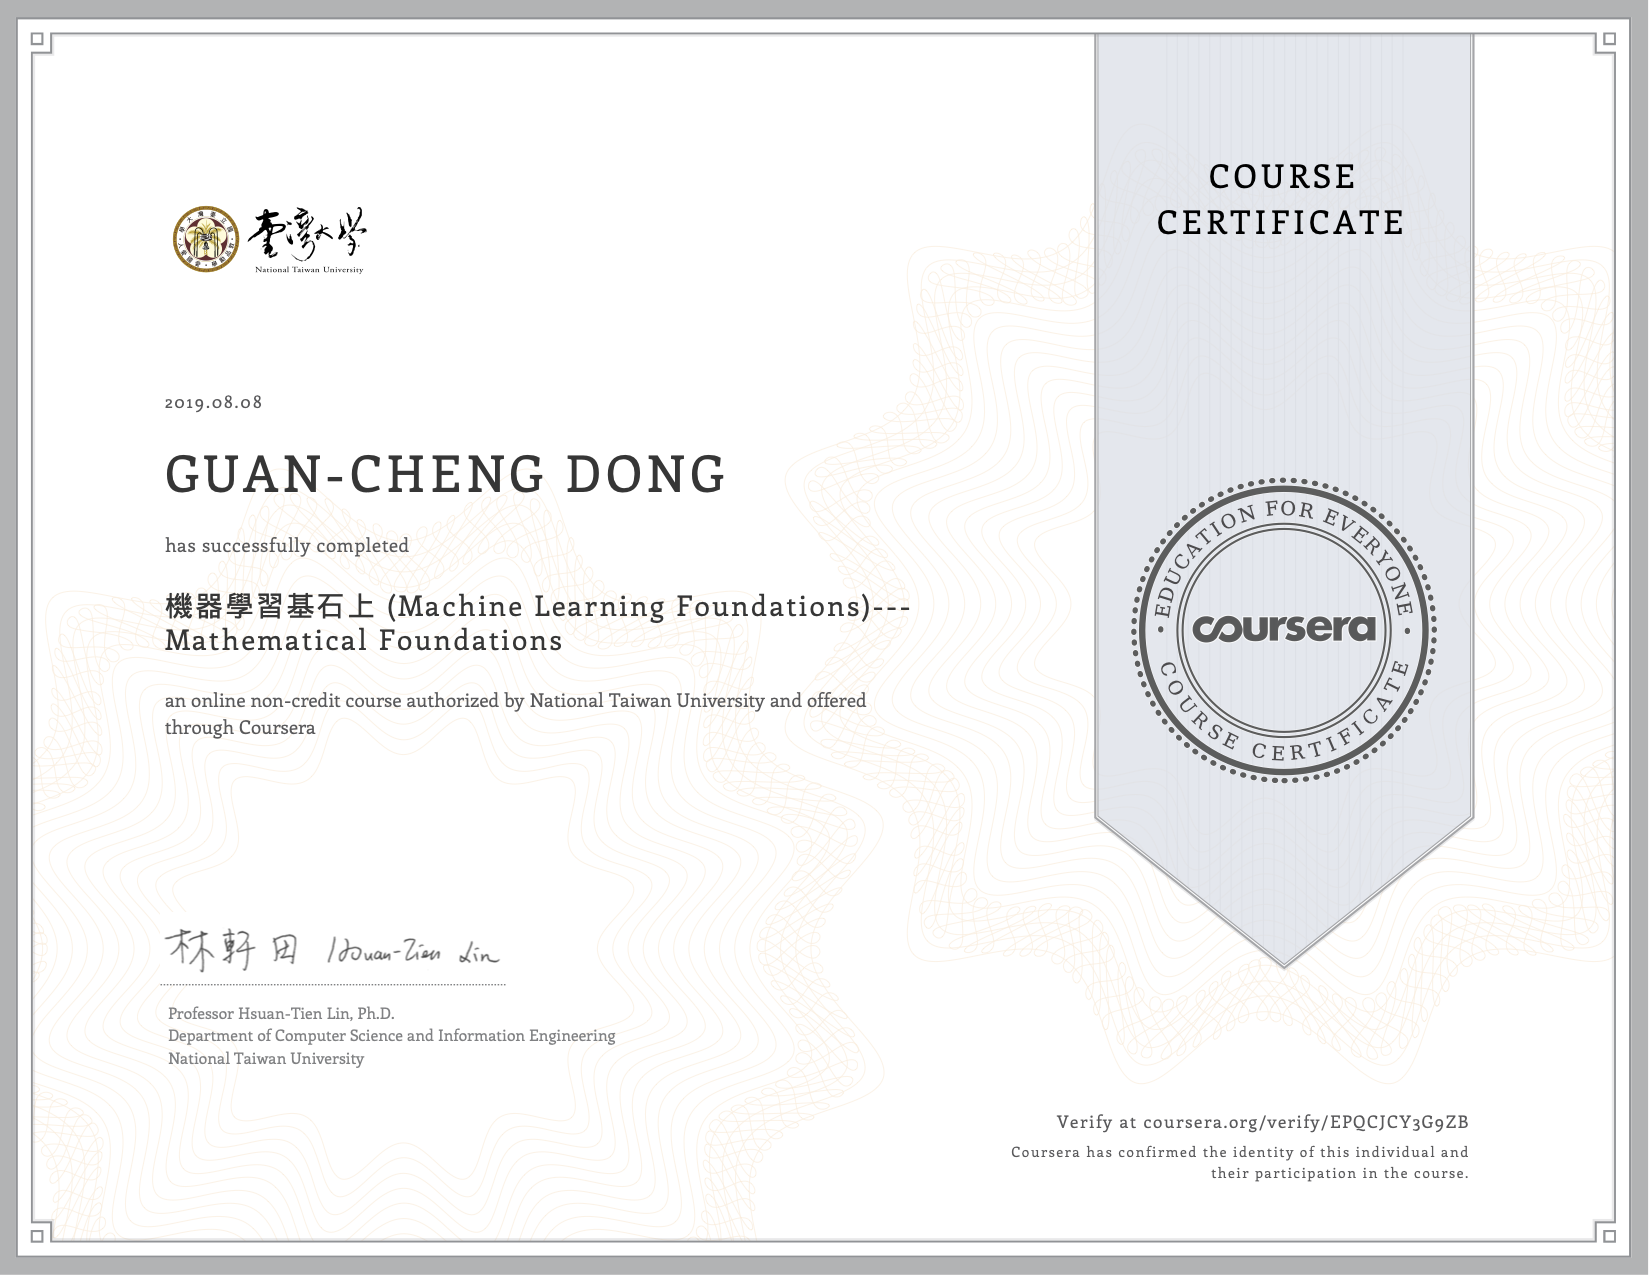 臺灣大學
National Taiwan University
COURSE
CERTIFICATE
2019.08.08
GUAN-CHENG DONG
has successfully completed
機器學習基石上 (Machine Learning Foundations)---
Mathematical Foundations
an online non-credit course authorized by National Taiwan University and offered
through Coursera
EDUCATION FOR EVERYONE
coursera
COURSE CERTIFICATE
林軒田 Hsuan-Tien Lin
Professor Hsuan-Tien Lin, Ph.D.
Department of Computer Science and Information Engineering
National Taiwan University
Verify at coursera.org/verify/EPQCJCY3G9ZB
Coursera has confirmed the identity of this individual and
their participation in the course.